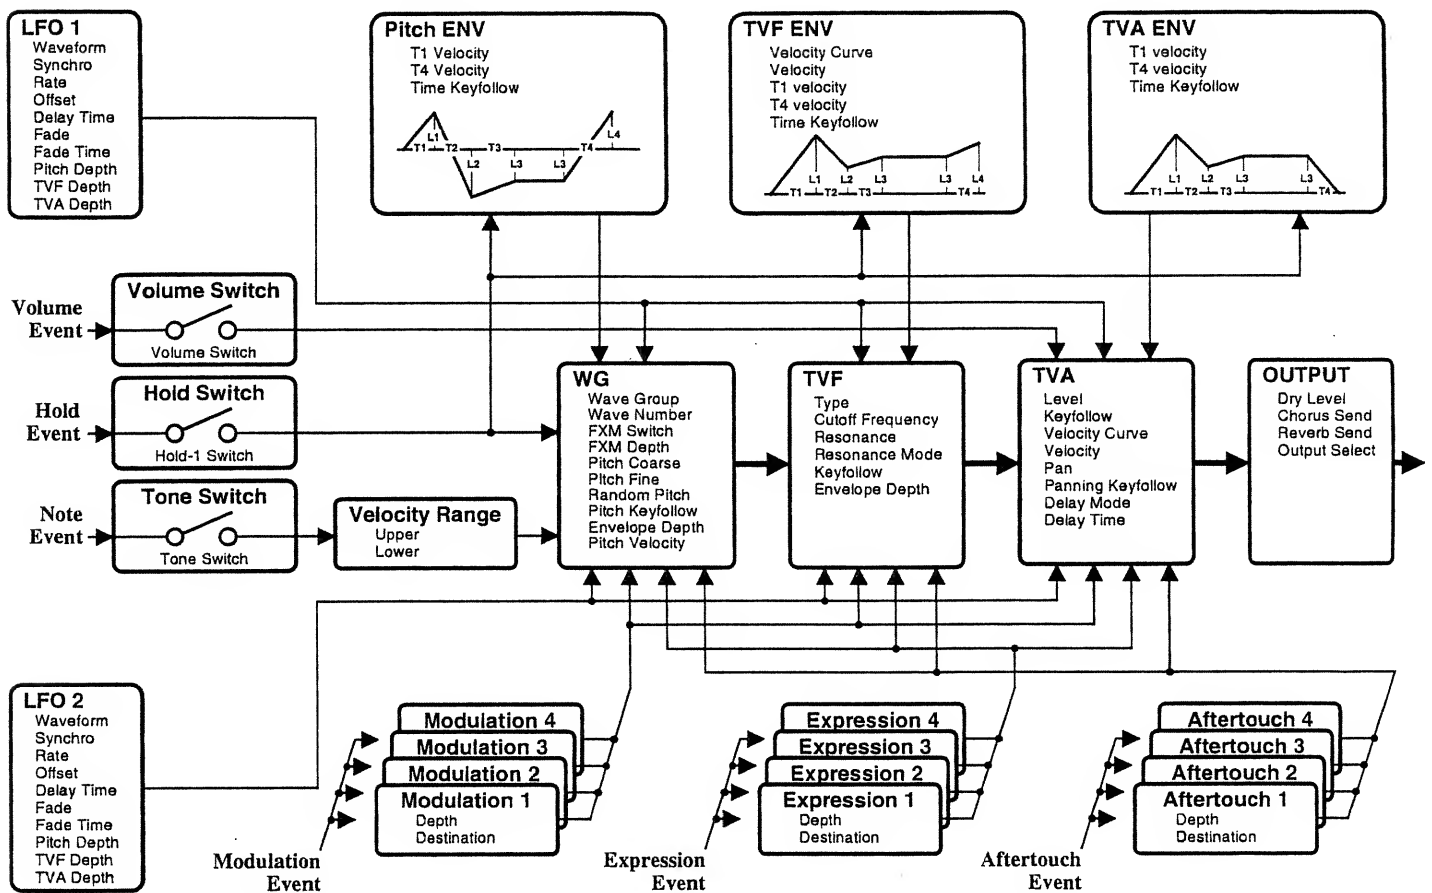 LFO 1
Waveform
Synchro
Rate
Offset
Delay Time
Fade
Fade Time
Pitch Depth
TVF Depth
TVA Depth
Pitch ENV
T1 Velocity
T4 Velocity
Time Keyfollow
L1
L4
T1
T2
T3
T4
L2
L3
L3
TVF ENV
Velocity Curve
Velocity
T1 velocity
T4 velocity
Time Keyfollow
L1
L2
L3
L3
L4
T1
T2
T3
T4
TVA ENV
T1 velocity
T4 velocity
Time Keyfollow
L1
L2
L3
L3
T1
T2
T3
T4
Volume
Event
Volume Switch
Volume Switch
Hold
Event
Hold Switch
Hold-1 Switch
Note
Event
Tone Switch
Tone Switch
Velocity Range
Upper
Lower
WG
Wave Group
Wave Number
FXM Switch
FXM Depth
Pitch Coarse
Pitch Fine
Random Pitch
Pitch Keyfollow
Envelope Depth
Pitch Velocity
TVF
Type
Cutoff Frequency
Resonance
Resonance Mode
Keyfollow
Envelope Depth
TVA
Level
Keyfollow
Velocity Curve
Velocity
Pan
Panning Keyfollow
Delay Mode
Delay Time
OUTPUT
Dry Level
Chorus Send
Reverb Send
Output Select
LFO 2
Waveform
Synchro
Rate
Offset
Delay Time
Fade
Fade Time
Pitch Depth
TVF Depth
TVA Depth
Modulation 4
Modulation 3
Modulation 2
Modulation 1
Depth
Destination
Modulation
Event
Expression 4
Expression 3
Expression 2
Expression 1
Depth
Destination
Expression
Event
Aftertouch 4
Aftertouch 3
Aftertouch 2
Aftertouch 1
Depth
Destination
Aftertouch
Event